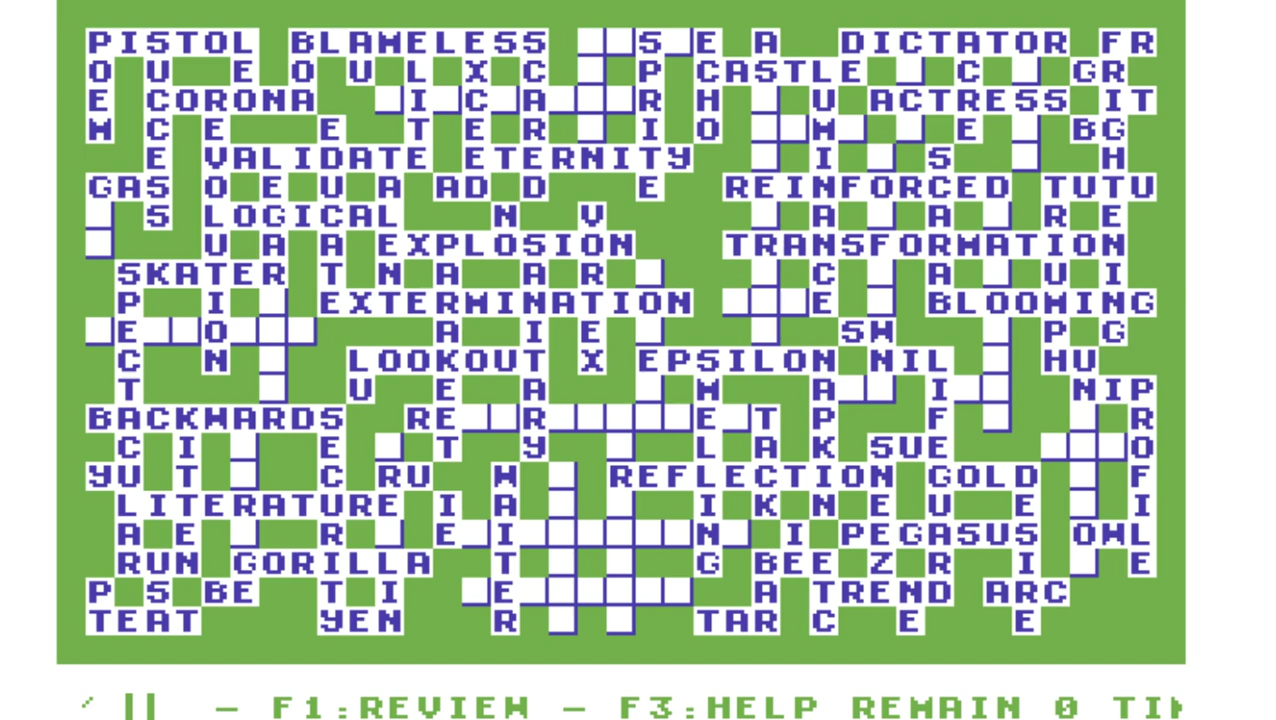 PISTOL BLAMELESS S E A DICTATOR FR
O U E O U L X C P CASTLE C GR
E CORONA I C A R H U ACTRESS IT
M C E E T E R I O M E BG
E VALIDATE ETERNITY I S H
GAS O E U A AD D E REINFORCED TUTU
S LOGICAL N V A A R E
U A A EXPLOSION TRANSFORMATION
SKATER T N A A R C A U I
P I EXTERMINATION E BLOOMING
E O A I E SW P G
C N LOOKOUT X EPSILON NIL HU
T U E A M A I NIP
BACKWARDS RE R E T P F R
C I E T Y L A K SUE O
YU T C RU W REFLECTION GOLD F
LITERATURE I A I K N E U E I
A E R E I N I PEGASUS OWL
RUN GORILLA T G BEE Z R I E
P S BE T I E A TREND ARC
TEAT YEN R TAR C E E
– F1:REVIEW – F3:HELP REMAIN 0